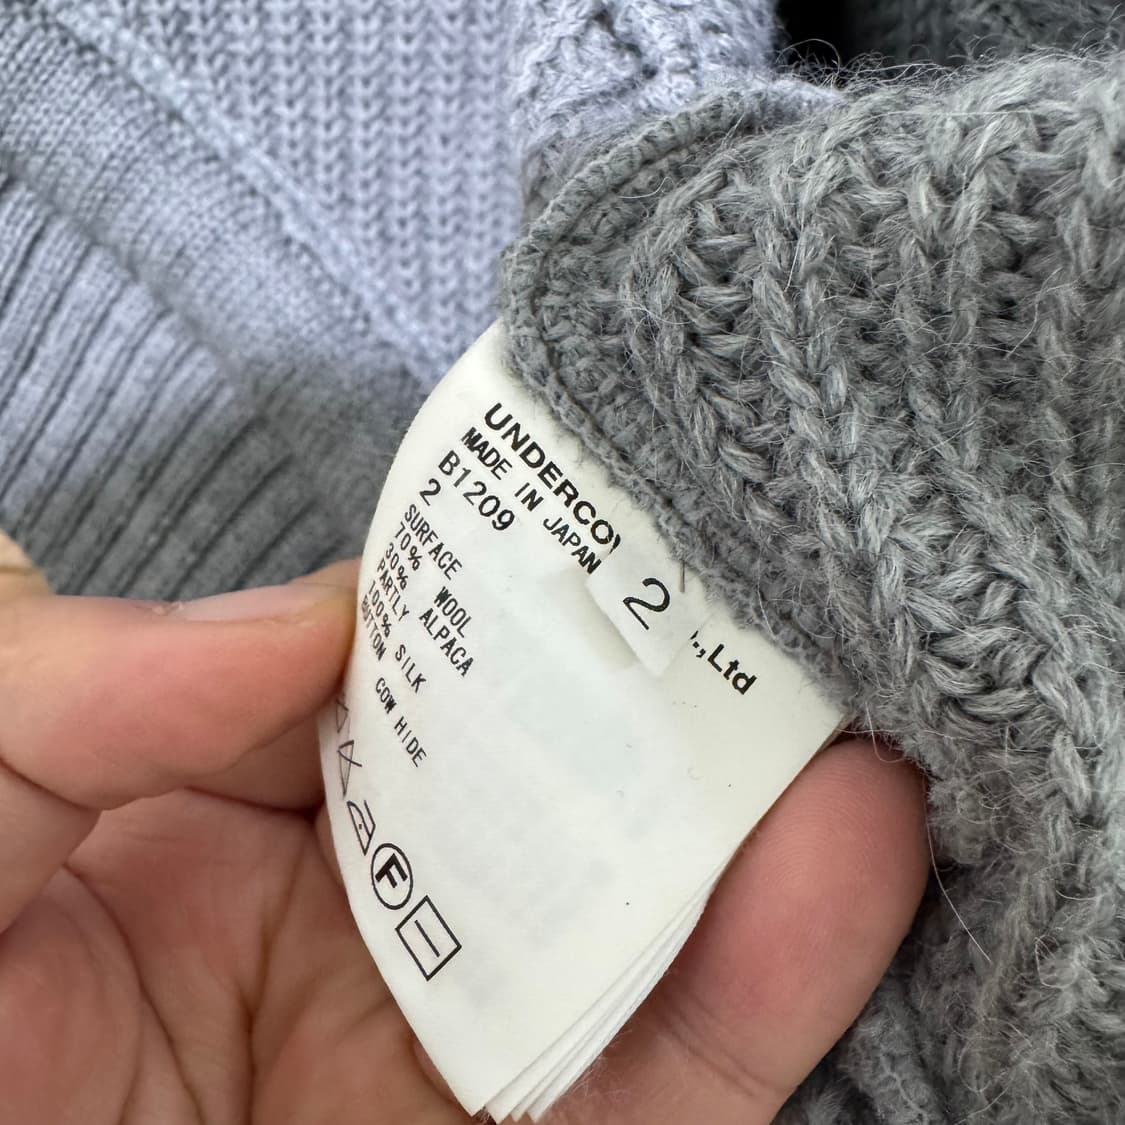 UNDERCO
., Ltd
MADE IN JAPAN
B1209
2
2
SURFACE
70% WOOL
30% ALPACA
PARTLY
100% SILK
BUTTON
COW HIDE
F